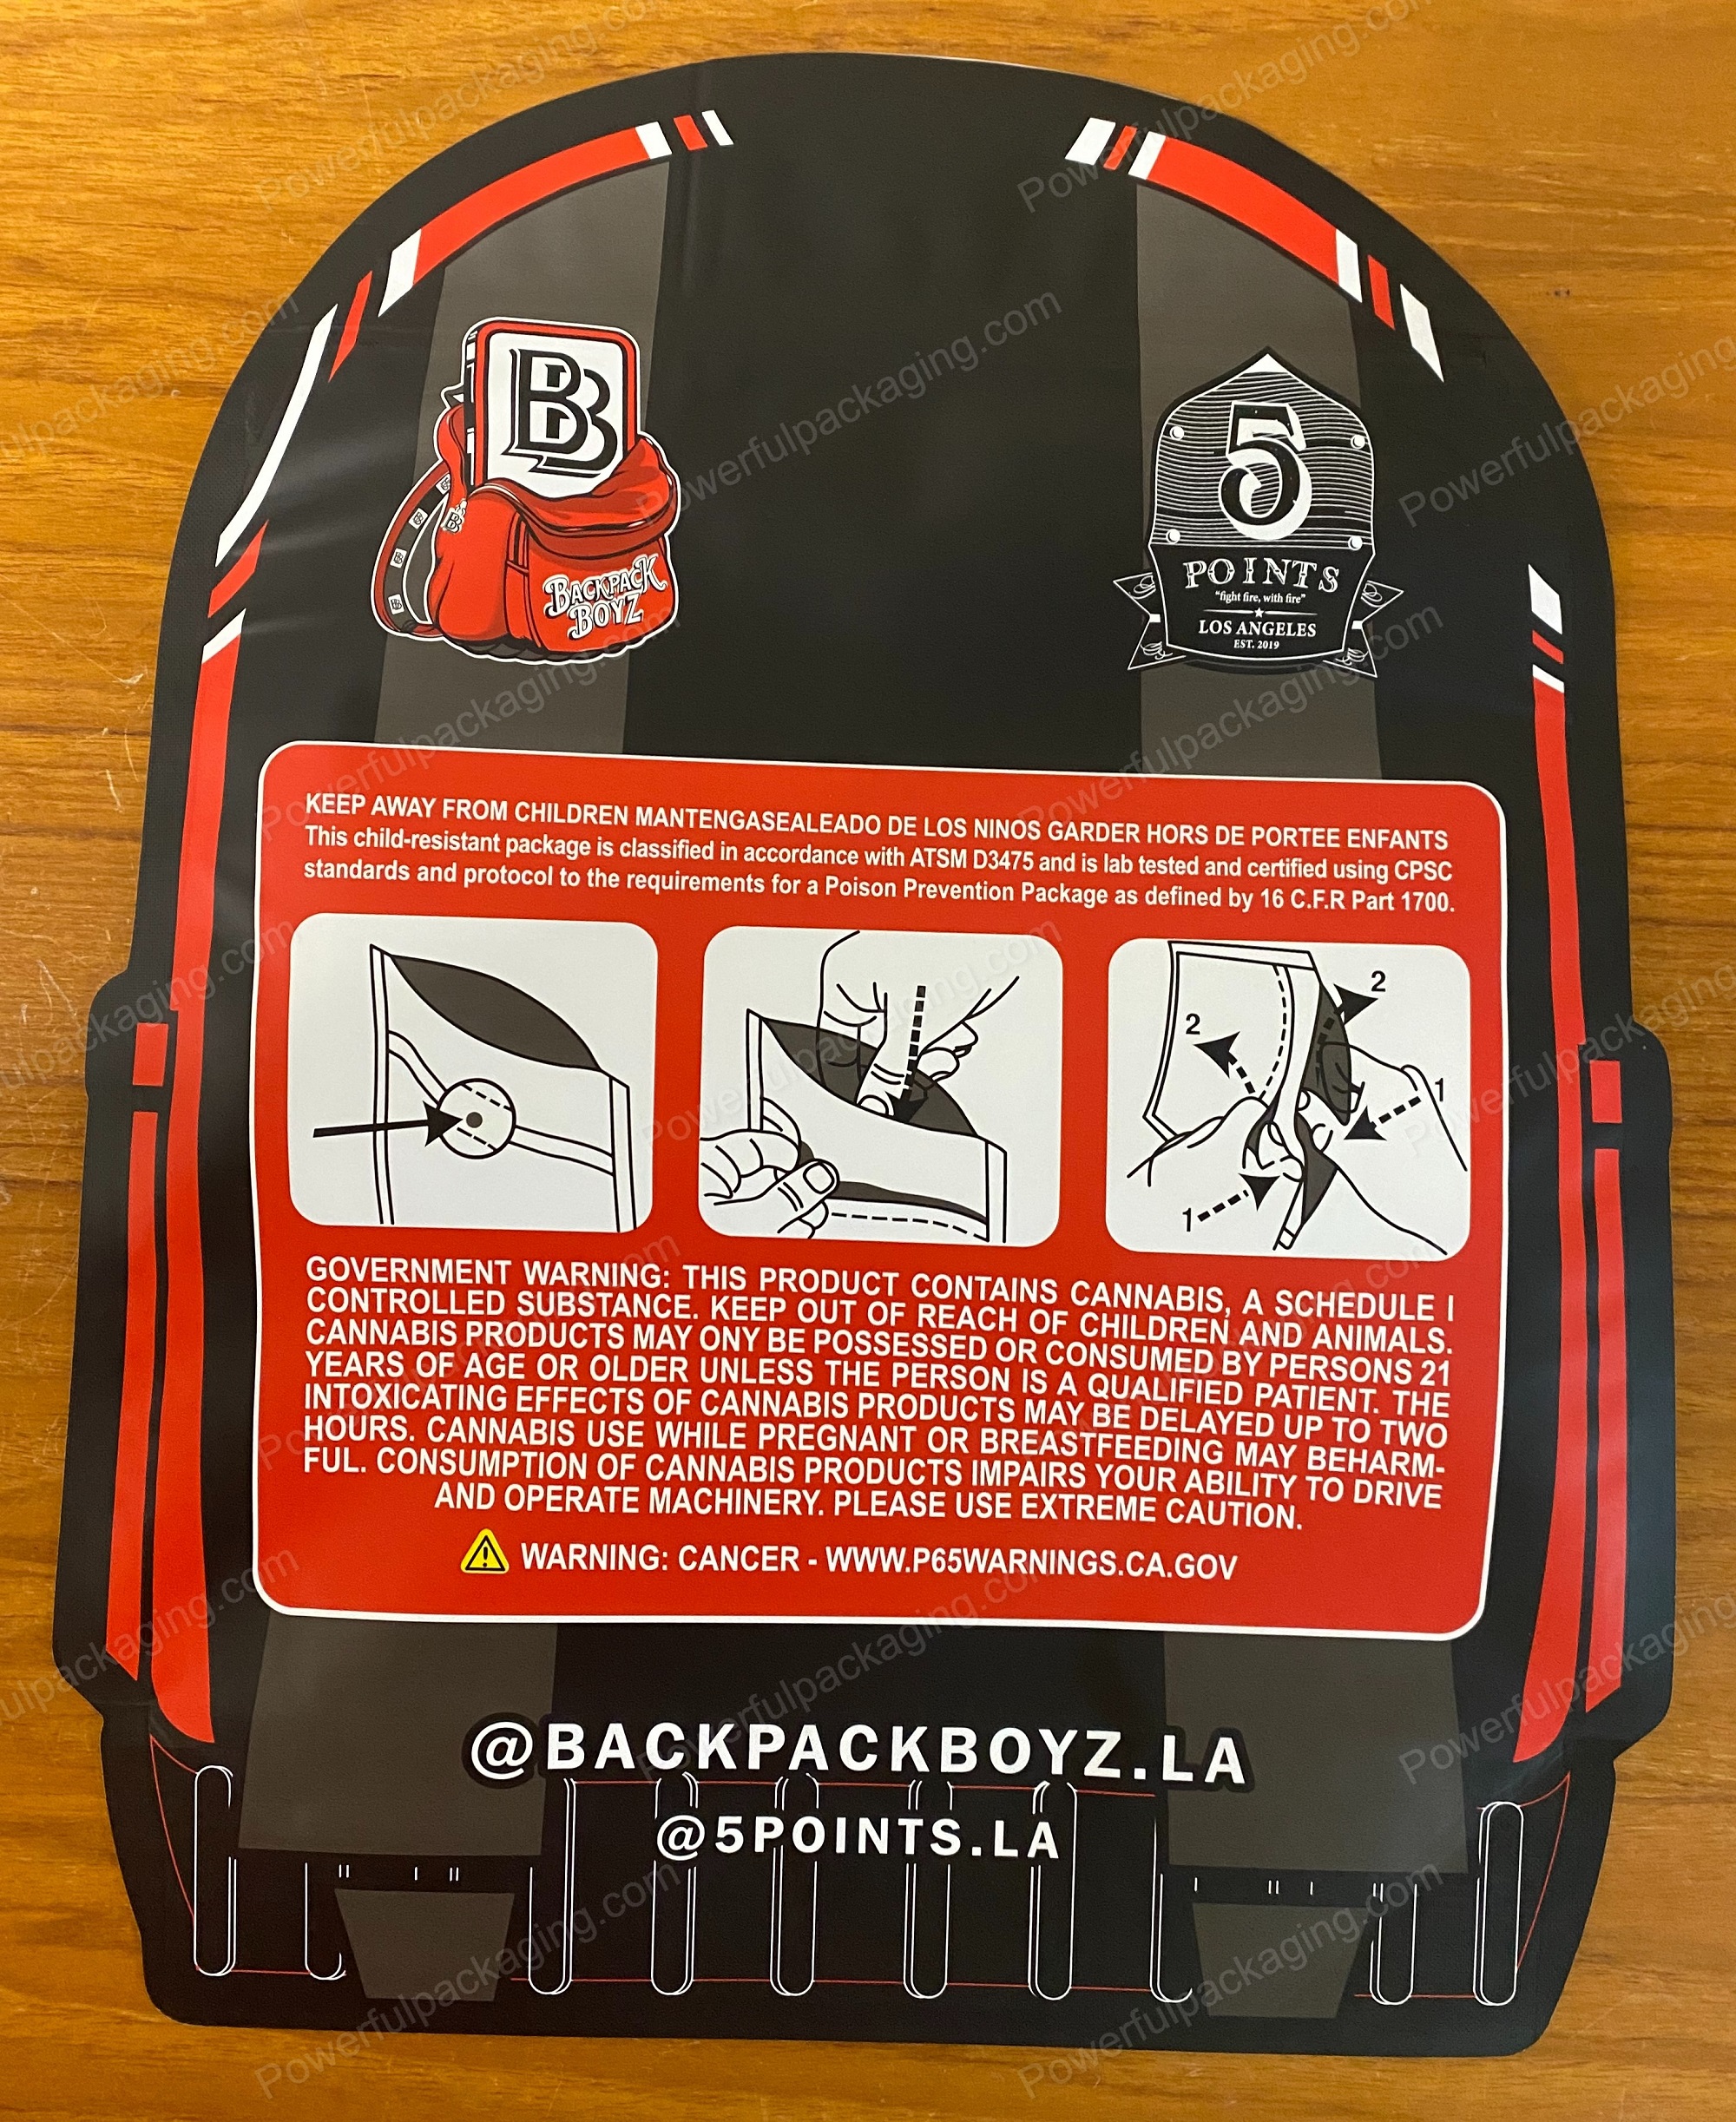 BB
BACKPACK
BOYZ
5
POINTS
"fight fire, with fire"
LOS ANGELES
EST. 2019
KEEP AWAY FROM CHILDREN MANTENGASEALEADO DE LOS NINOS GARDER HORS DE PORTEE ENFANTS
This child-resistant package is classified in accordance with ATSM D3475 and is lab tested and certified using CPSC
standards and protocol to the requirements for a Poison Prevention Package as defined by 16 C.F.R Part 1700.
2
2
1
1
GOVERNMENT WARNING: THIS PRODUCT CONTAINS CANNABIS, A SCHEDULE I
CONTROLLED SUBSTANCE. KEEP OUT OF REACH OF CHILDREN AND ANIMALS.
CANNABIS PRODUCTS MAY ONY BE POSSESSED OR CONSUMED BY PERSONS 21
YEARS OF AGE OR OLDER UNLESS THE PERSON IS A QUALIFIED PATIENT. THE
INTOXICATING EFFECTS OF CANNABIS PRODUCTS MAY BE DELAYED UP TO TWO
HOURS. CANNABIS USE WHILE PREGNANT OR BREASTFEEDING MAY BEHARM-
FUL. CONSUMPTION OF CANNABIS PRODUCTS IMPAIRS YOUR ABILITY TO DRIVE
AND OPERATE MACHINERY. PLEASE USE EXTREME CAUTION.
WARNING: CANCER - WWW.P65WARNINGS.CA.GOV
@BACKPACKBOYZ.LA
@5POINTS.LA
Powerfulpackaging.com